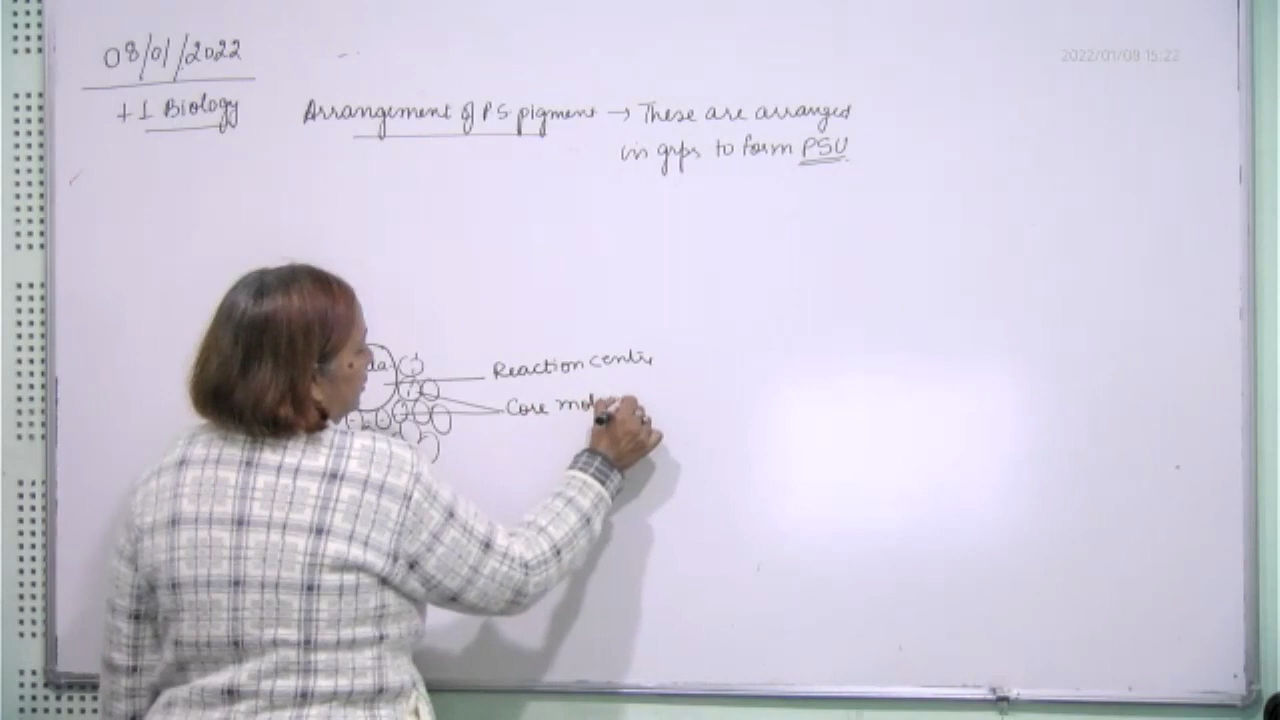 08/01/2022
2022/01/08 15:22
+1 Biology
Arrangement of P.S. pigment → These are arranged
in grps to form PSU
Reaction centre
Core